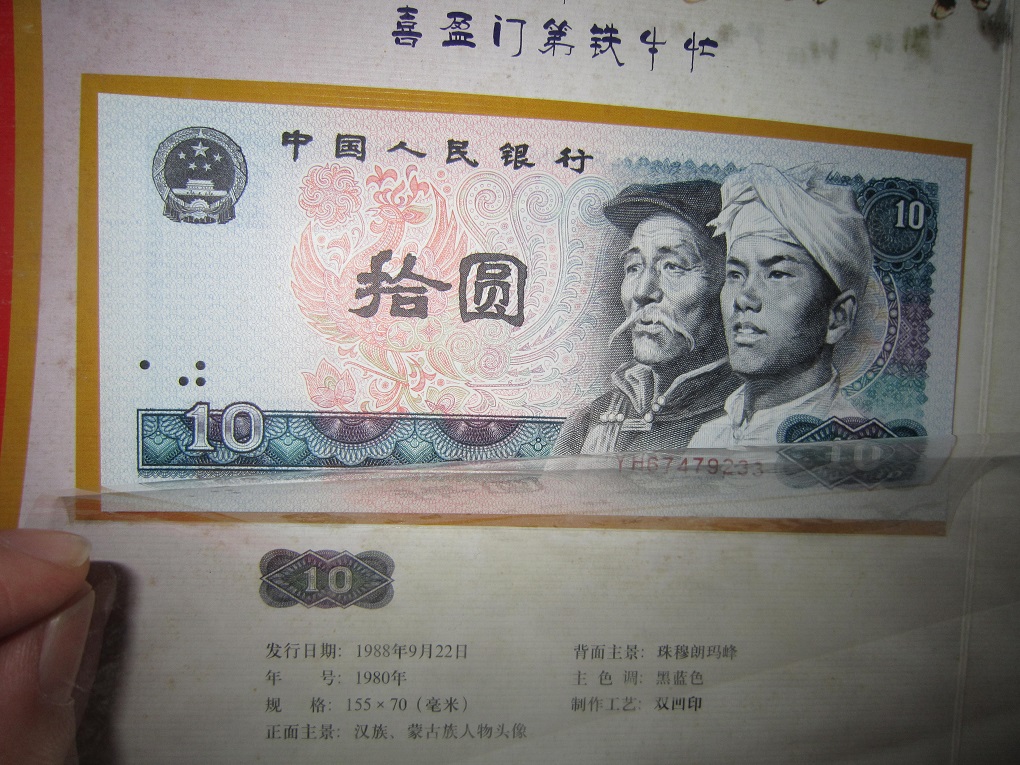 喜盈门第铁牛忙
中国人民银行
10
拾圆
10
10
YH67479233
10
发行日期: 1988年9月22日
年 号: 1980年
规 格: 155×70(毫米)
正面主景: 汉族、蒙古族人物头像
背面主景: 珠穆朗玛峰
主 色 调: 黑蓝色
制作工艺: 双凹印